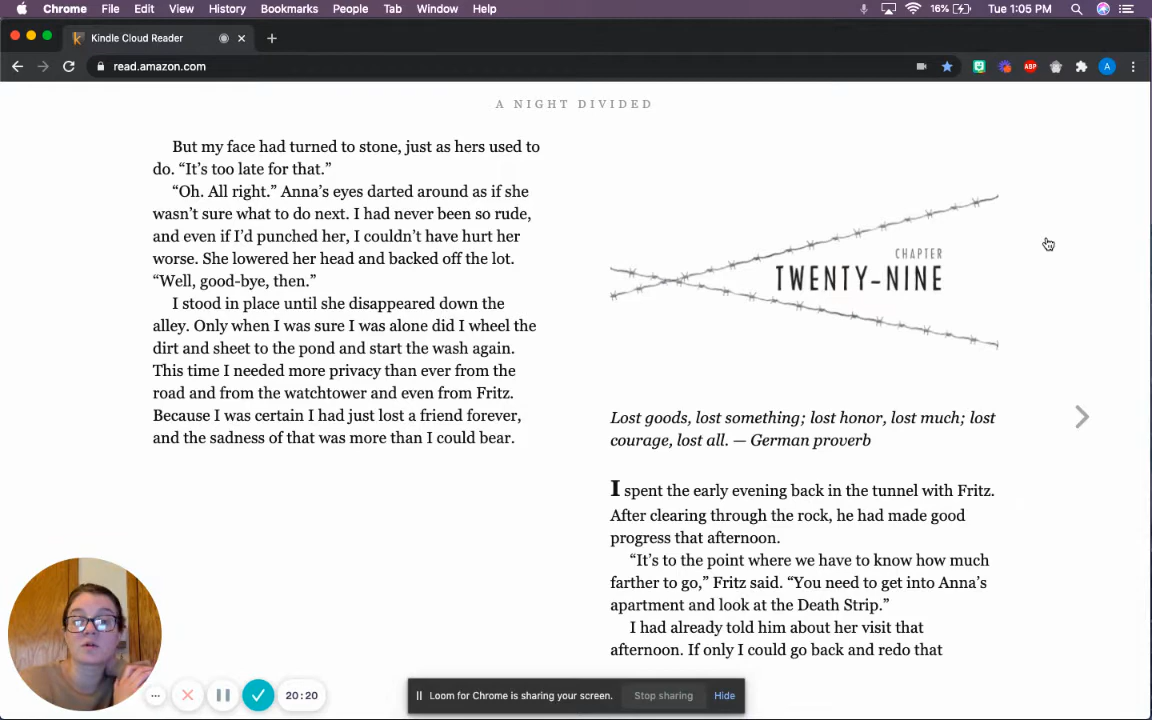 Chrome File Edit View History Bookmarks People Tab Window Help 16% Tue 1:05 PM
Kindle Cloud Reader
read.amazon.com ABP A
A NIGHT DIVIDED
But my face had turned to stone, just as hers used to
do. “It’s too late for that.”
“Oh. All right.” Anna’s eyes darted around as if she
wasn’t sure what to do next. I had never been so rude,
and even if I’d punched her, I couldn’t have hurt her
worse. She lowered her head and backed off the lot.
“Well, good-bye, then.”
I stood in place until she disappeared down the
alley. Only when I was sure I was alone did I wheel the
dirt and sheet to the pond and start the wash again.
This time I needed more privacy than ever from the
road and from the watchtower and even from Fritz.
Because I was certain I had just lost a friend forever,
and the sadness of that was more than I could bear.
CHAPTER
TWENTY-NINE
Lost goods, lost something; lost honor, lost much; lost
courage, lost all. — German proverb
I spent the early evening back in the tunnel with Fritz.
After clearing through the rock, he had made good
progress that afternoon.
“It’s to the point where we have to know how much
farther to go,” Fritz said. “You need to get into Anna’s
apartment and look at the Death Strip.”
I had already told him about her visit that
afternoon. If only I could go back and redo that
20:20
Loom for Chrome is sharing your screen. Stop sharing Hide